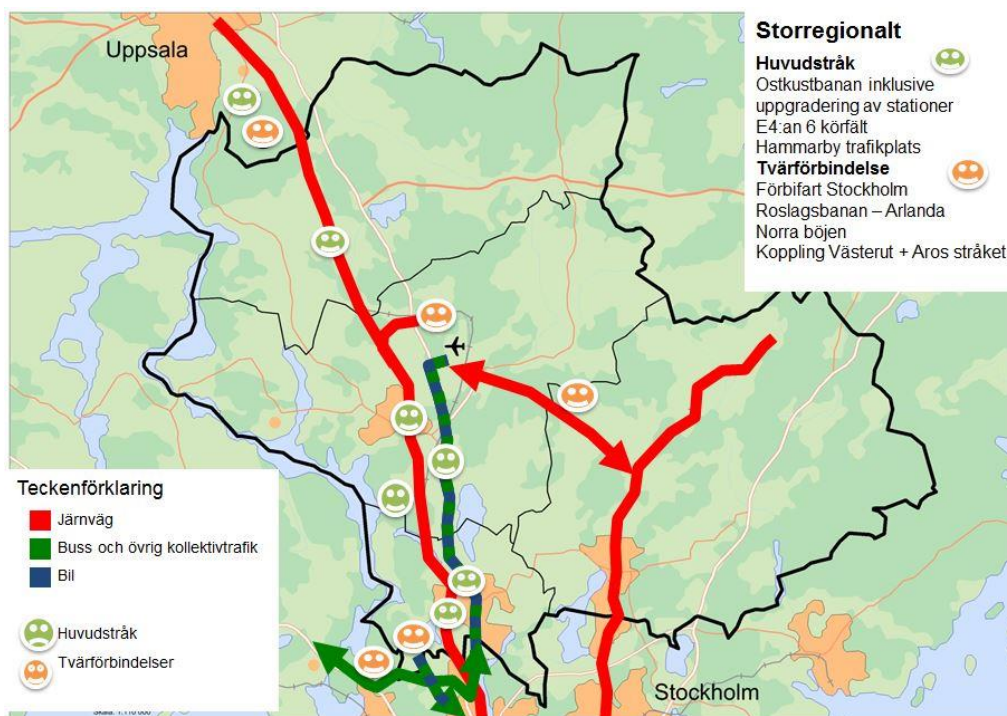 Uppsala
Storregionalt
Huvudstråk
Ostkustbanan inklusive
uppgradering av stationer
E4:an 6 körfält
Hammarby trafikplats
Tvärförbindelse
Förbifart Stockholm
Roslagsbanan – Arlanda
Norra böjen
Koppling Västerut + Aros stråket
Teckenförklaring
Järnväg
Buss och övrig kollektivtrafik
Bil
Huvudstråk
Tvärförbindelser
Stockholm